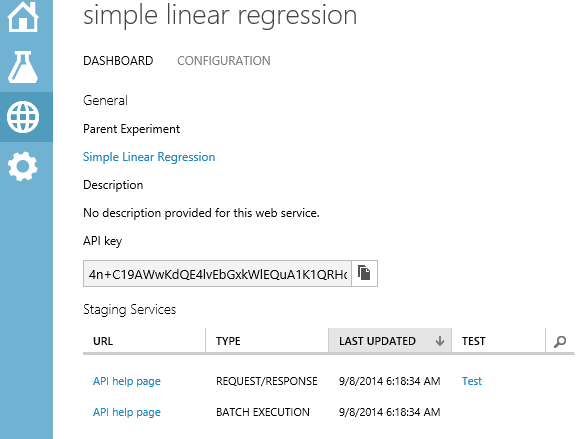 simple linear regression
DASHBOARD CONFIGURATION
General
Parent Experiment
Simple Linear Regression
Description
No description provided for this web service.
API key
4n+C19AWwKdQE4lvEbGxkWlEQuA1K1QRHc
Staging Services
URL TYPE LAST UPDATED TEST
API help page REQUEST/RESPONSE 9/8/2014 6:18:34 AM Test
API help page BATCH EXECUTION 9/8/2014 6:18:34 AM